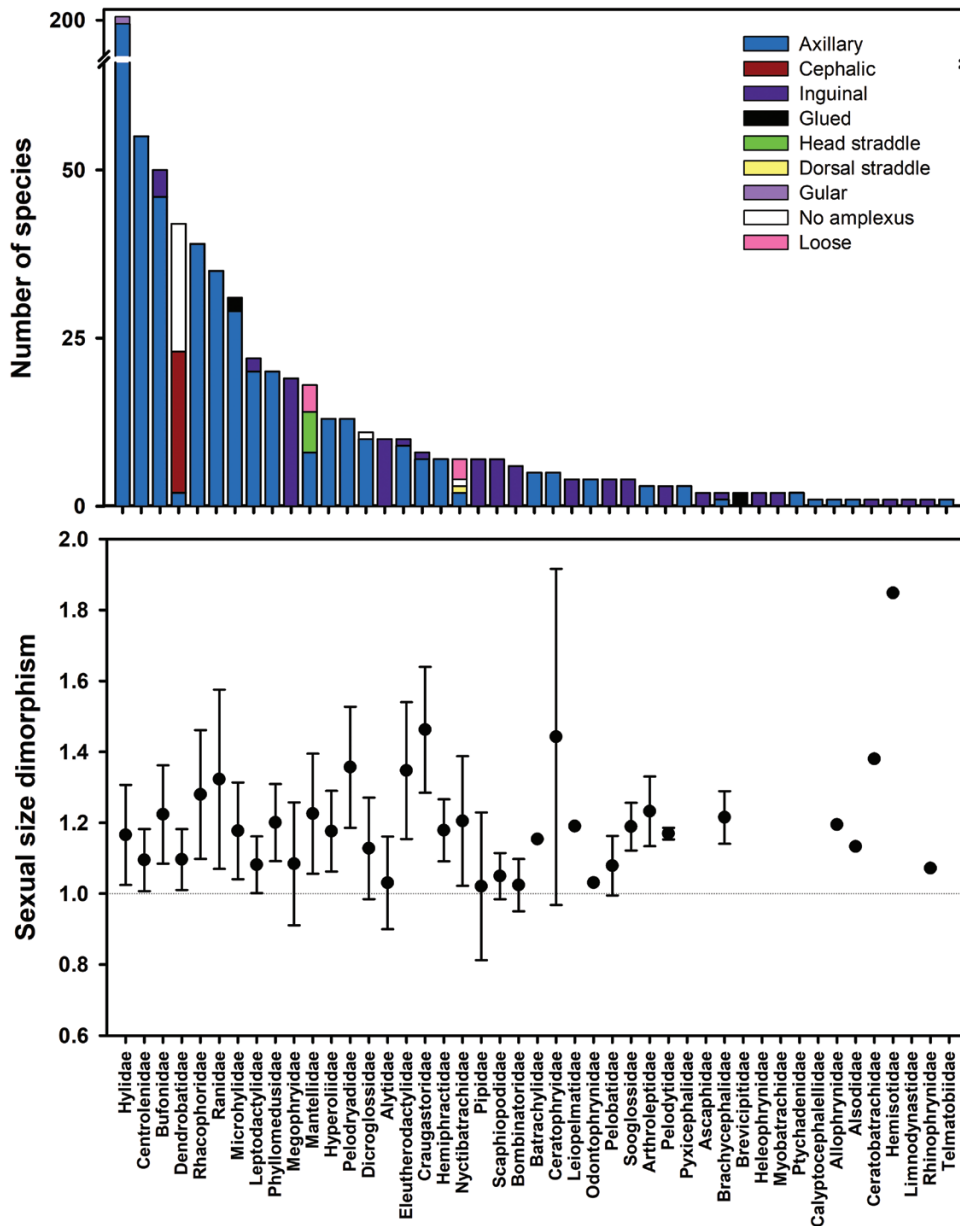 Number of species
200
50
25
0
Axillary
Cephalic
Inguinal
Glued
Head straddle
Dorsal straddle
Gular
No amplexus
Loose
Sexual size dimorphism
2.0
1.8
1.6
1.4
1.2
1.0
0.8
0.6
Hylidae
Centrolenidae
Bufonidae
Dendrobatidae
Rhacophoridae
Ranidae
Microhylidae
Leptodactylidae
Phyllomedusidae
Megophryidae
Mantellidae
Hyperoliidae
Pelodryadidae
Dicroglossidae
Alytidae
Eleutherodactylidae
Craugastoridae
Hemiphractidae
Nyctibatrachidae
Pipidae
Scaphiopodidae
Bombinatoridae
Batrachylidae
Ceratophryidae
Leiopelmatidae
Odontophrynidae
Pelobatidae
Sooglossidae
Arthroleptidae
Pelodytidae
Pyxicephalidae
Ascaphidae
Brachycephalidae
Brevicipitidae
Heleophrynidae
Myobatrachidae
Ptychadenidae
Calyptocephalellidae
Allophrynidae
Alsodidae
Ceratobatrachidae
Hemisotidae
Limnodynastidae
Rhinophrynidae
Telmatobiidae